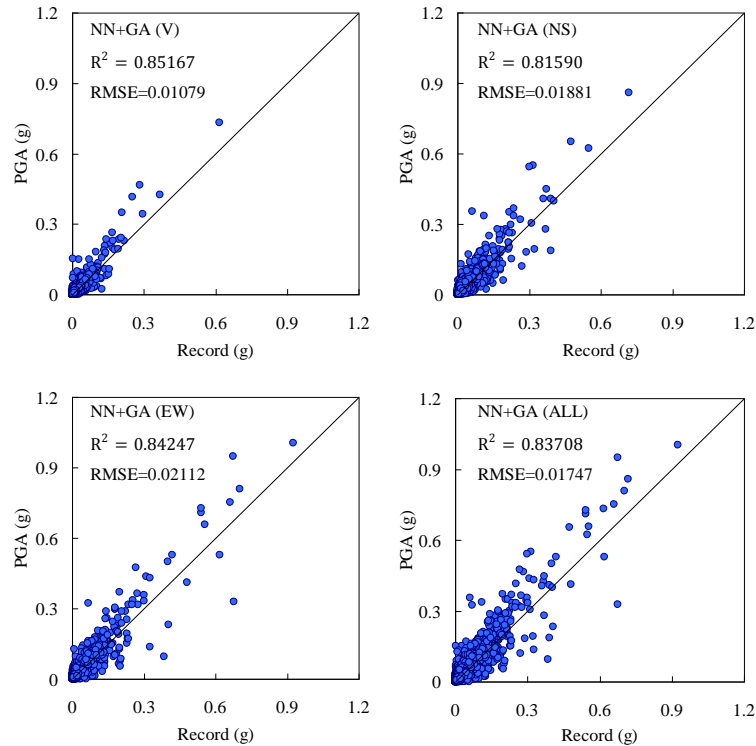 NN+GA (V)
R² = 0.85167
RMSE=0.01079
PGA (g)
1.2
0.9
0.6
0.3
0
0 0.3 0.6 0.9 1.2
Record (g)
NN+GA (NS)
R² = 0.81590
RMSE=0.01881
PGA (g)
1.2
0.9
0.6
0.3
0
0 0.3 0.6 0.9 1.2
Record (g)
NN+GA (EW)
R² = 0.84247
RMSE=0.02112
PGA (g)
1.2
0.9
0.6
0.3
0
0 0.3 0.6 0.9 1.2
Record (g)
NN+GA (ALL)
R² = 0.83708
RMSE=0.01747
PGA (g)
1.2
0.9
0.6
0.3
0
0 0.3 0.6 0.9 1.2
Record (g)